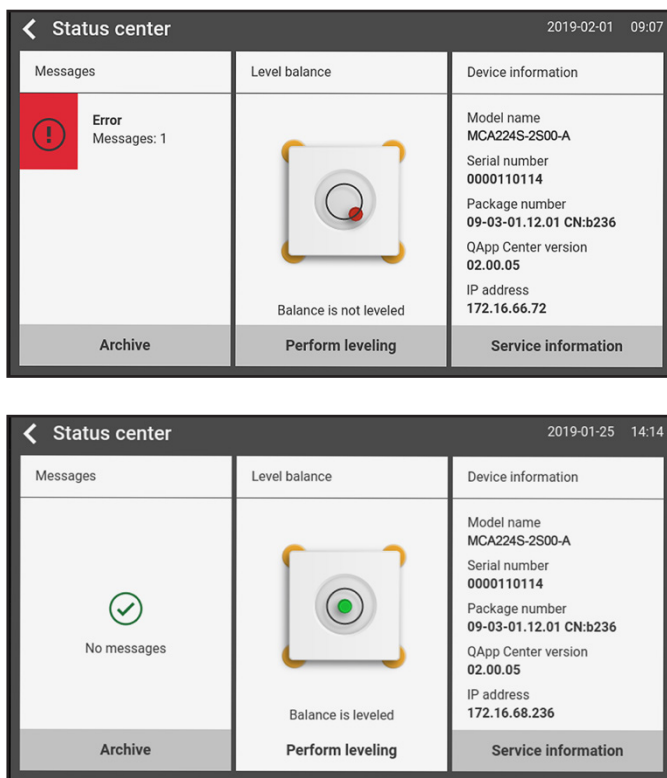 Status center 2019-02-01 09:07
Messages
Error
Messages: 1
Archive
Level balance
Balance is not leveled
Perform leveling
Device information
Model name
MCA224S-2S00-A
Serial number
0000110114
Package number
09-03-01.12.01 CN:b236
QApp Center version
02.00.05
IP address
172.16.66.72
Service information
Status center 2019-01-25 14:14
Messages
No messages
Archive
Level balance
Balance is leveled
Perform leveling
Device information
Model name
MCA224S-2S00-A
Serial number
0000110114
Package number
09-03-01.12.01 CN:b236
QApp Center version
02.00.05
IP address
172.16.68.236
Service information